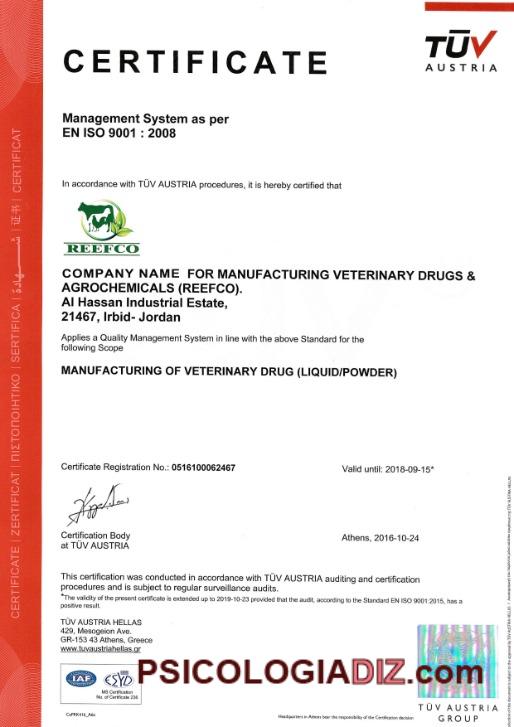 TÜV
AUSTRIA
CERTIFICATE
Management System as per
EN ISO 9001 : 2008
In accordance with TÜV AUSTRIA procedures, it is hereby certified that
REEFCO
COMPANY NAME FOR MANUFACTURING VETERINARY DRUGS &
AGROCHEMICALS (REEFCO).
Al Hassan Industrial Estate,
21467, Irbid- Jordan
Applies a Quality Management System in line with the above Standard for the
following Scope
MANUFACTURING OF VETERINARY DRUG (LIQUID/POWDER)
Certificate Registration No.: 0516100062467
Valid until: 2018-09-15*
Certification Body
at TÜV AUSTRIA
Athens, 2016-10-24
This certification was conducted in accordance with TÜV AUSTRIA auditing and certification
procedures and is subject to regular surveillance audits.
*The validity of the present certificate is extended up to 2019-10-23 provided that the audit, according to the Standard EN ISO 9001:2015, has a
positive result.
TÜV AUSTRIA HELLAS
429, Mesogeion Ave.
GR-153 43 Athens, Greece
www.tuvaustriahellas.gr
IAF
ΕΣΥΔ
MS Certification
No. of Certificate 236
PSICOLOGIADIZ.com
TÜV AUSTRIA
GROUP
Headquarters in Athens bear the responsibility of the Certification decision
CERTIFICATE | ZERTIFICAT | ΠΙΣΤΟΠΟΙΗΤΙΚΟ | SERTIFICA | شهادة | 证书 | CERTIFICAT